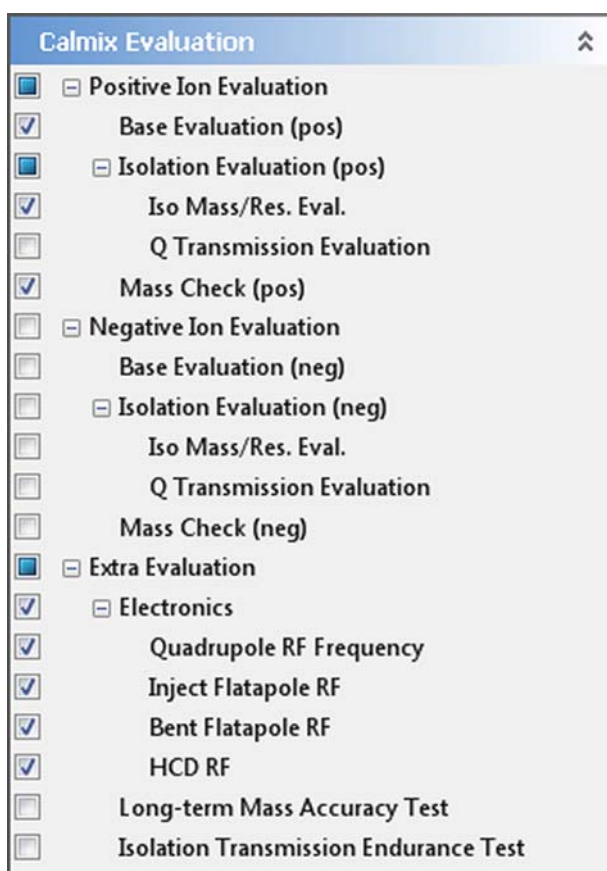 Calmix Evaluation
Positive Ion Evaluation
Base Evaluation (pos)
Isolation Evaluation (pos)
Iso Mass/Res. Eval.
Q Transmission Evaluation
Mass Check (pos)
Negative Ion Evaluation
Base Evaluation (neg)
Isolation Evaluation (neg)
Iso Mass/Res. Eval.
Q Transmission Evaluation
Mass Check (neg)
Extra Evaluation
Electronics
Quadrupole RF Frequency
Inject Flatapole RF
Bent Flatapole RF
HCD RF
Long-term Mass Accuracy Test
Isolation Transmission Endurance Test